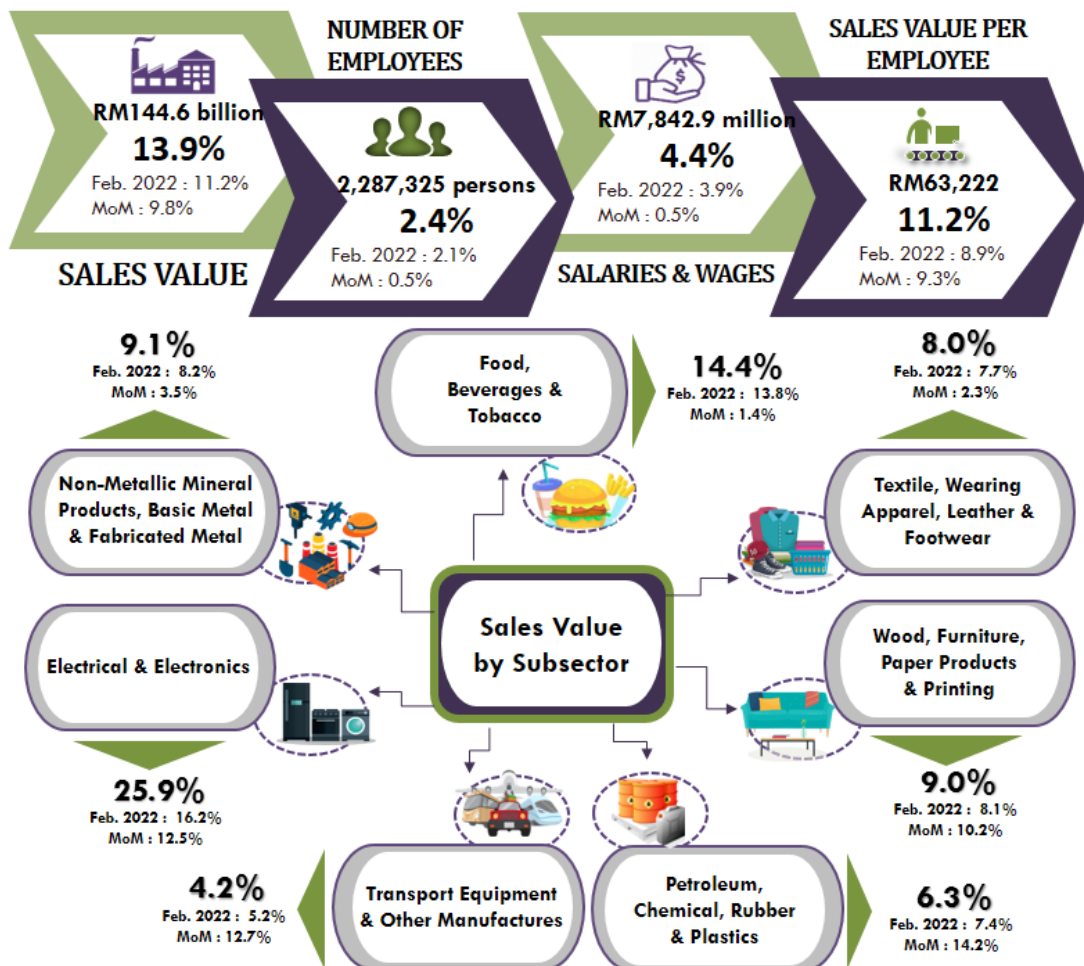 NUMBER OF
EMPLOYEES
SALES VALUE PER
EMPLOYEE
RM144.6 billion
13.9%
Feb. 2022 : 11.2%
MoM : 9.8%
SALES VALUE
2,287,325 persons
2.4%
Feb. 2022 : 2.1%
MoM : 0.5%
$
RM7,842.9 million
4.4%
Feb. 2022 : 3.9%
MoM : 0.5%
SALARIES & WAGES
RM63,222
11.2%
Feb. 2022 : 8.9%
MoM : 9.3%
9.1%
Feb. 2022 : 8.2%
MoM : 3.5%
Non-Metallic Mineral
Products, Basic Metal
& Fabricated Metal
Food,
Beverages &
Tobacco
14.4%
Feb. 2022 : 13.8%
MoM : 1.4%
8.0%
Feb. 2022 : 7.7%
MoM : 2.3%
Textile, Wearing
Apparel, Leather &
Footwear
Sales Value
by Subsector
Electrical & Electronics
25.9%
Feb. 2022 : 16.2%
MoM : 12.5%
Wood, Furniture,
Paper Products
& Printing
9.0%
Feb. 2022 : 8.1%
MoM : 10.2%
4.2%
Feb. 2022 : 5.2%
MoM : 12.7%
Transport Equipment
& Other Manufactures
Petroleum,
Chemical, Rubber
& Plastics
6.3%
Feb. 2022 : 7.4%
MoM : 14.2%